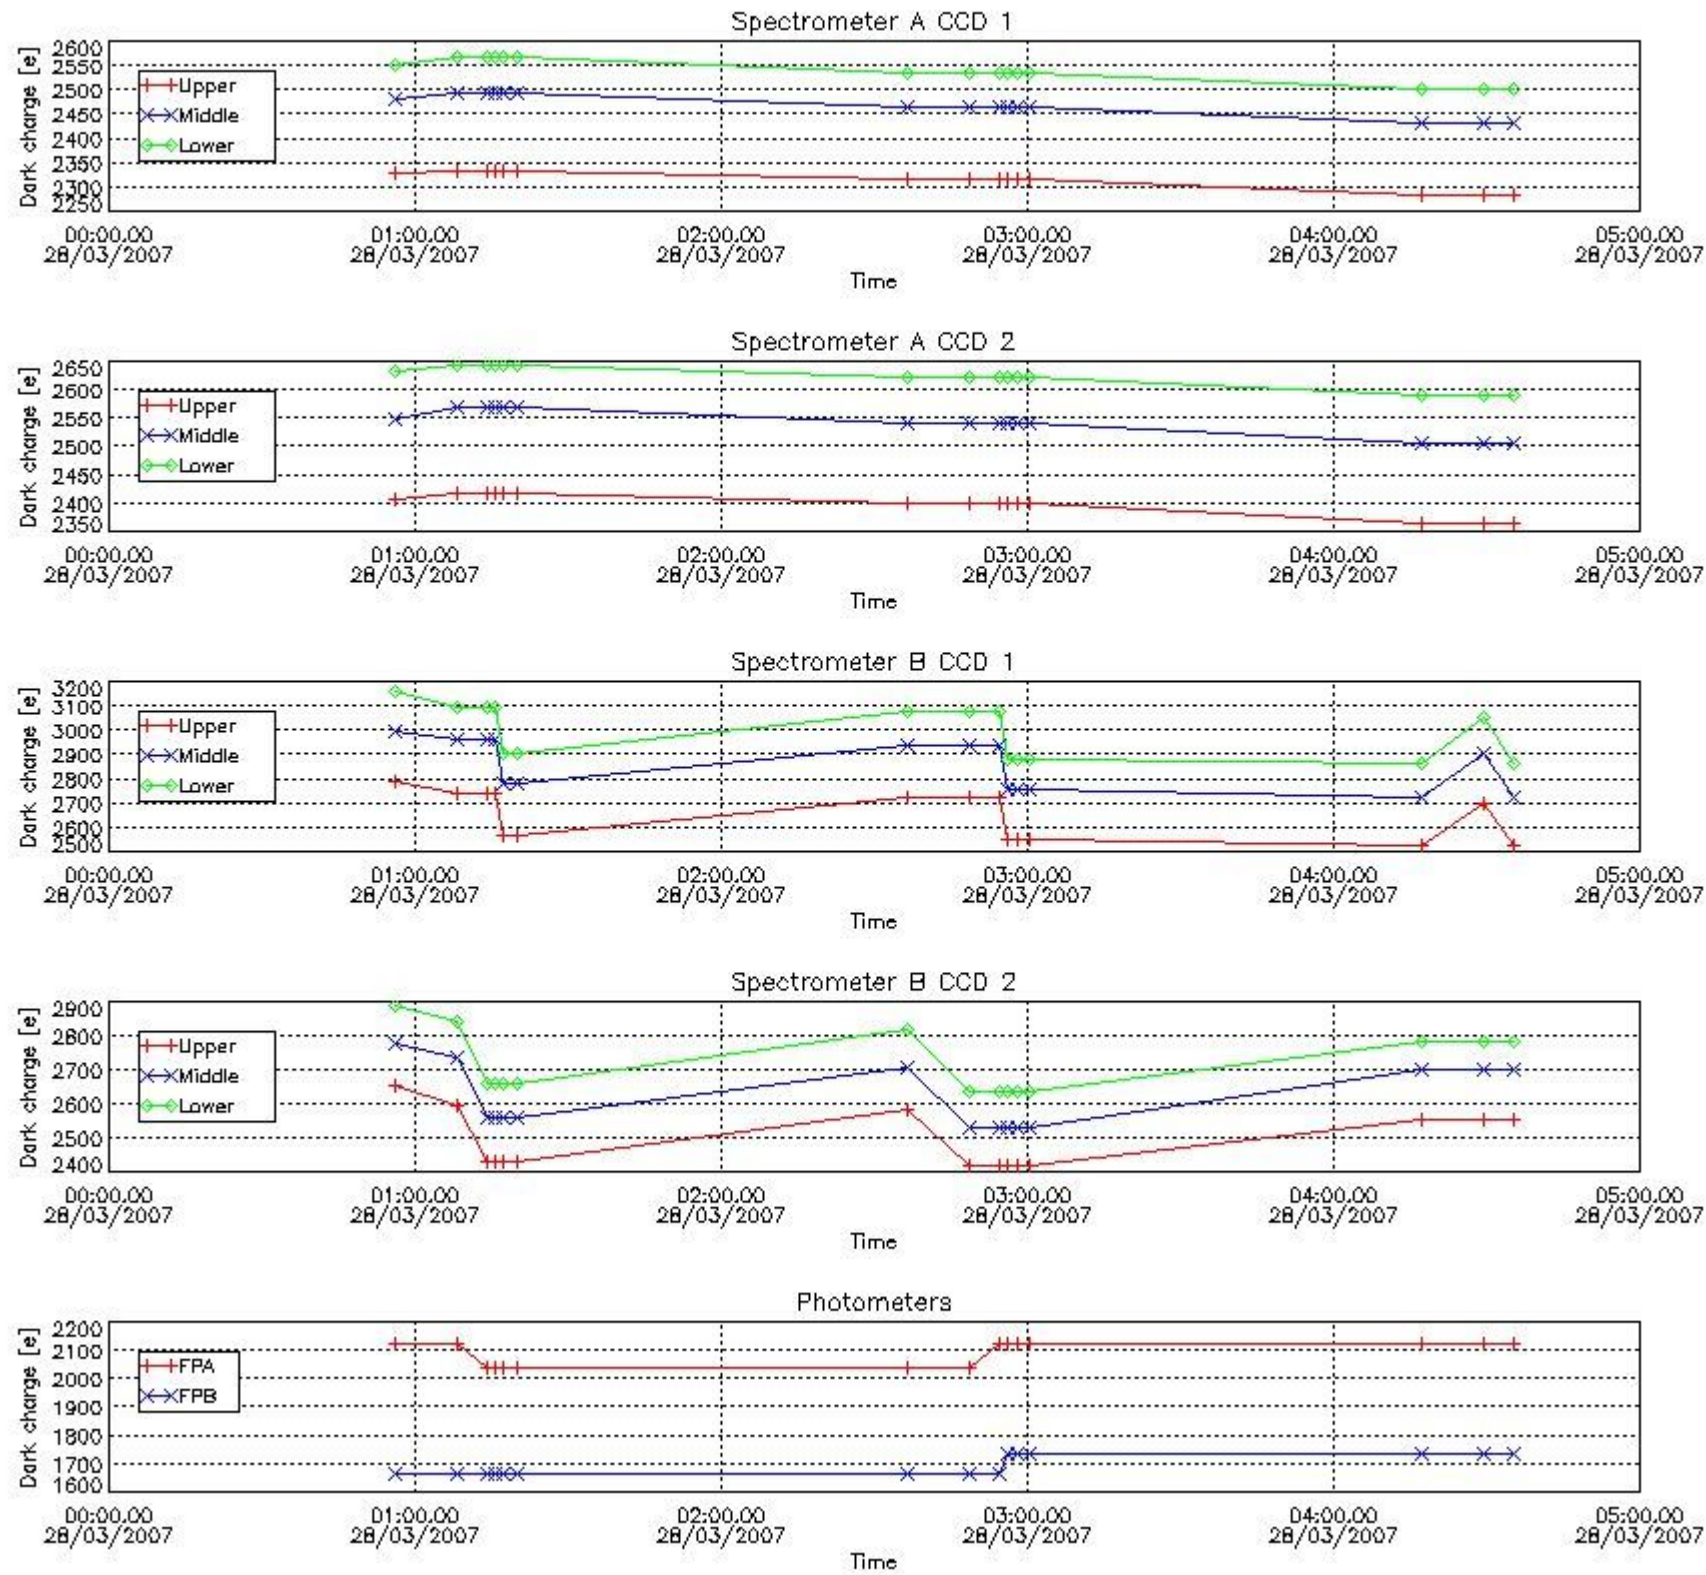 Spectrometer A CCD 1
Dark charge [e]
2600
2550
2500
2450
2400
2350
2300
2250
Upper
Middle
Lower
00:00.00 01:00.00 02:00.00 03:00.00 04:00.00 05:00.00
28/03/2007 28/03/2007 28/03/2007 28/03/2007 28/03/2007 28/03/2007
Time
Spectrometer A CCD 2
Dark charge [e]
2650
2600
2550
2500
2450
2400
2350
Upper
Middle
Lower
00:00.00 01:00.00 02:00.00 03:00.00 04:00.00 05:00.00
28/03/2007 28/03/2007 28/03/2007 28/03/2007 28/03/2007 28/03/2007
Time
Spectrometer B CCD 1
Dark charge [e]
3200
3100
3000
2900
2800
2700
2600
2500
Upper
Middle
Lower
00:00.00 01:00.00 02:00.00 03:00.00 04:00.00 05:00.00
28/03/2007 28/03/2007 28/03/2007 28/03/2007 28/03/2007 28/03/2007
Time
Spectrometer B CCD 2
Dark charge [e]
2900
2800
2700
2600
2500
2400
Upper
Middle
Lower
00:00.00 01:00.00 02:00.00 03:00.00 04:00.00 05:00.00
28/03/2007 28/03/2007 28/03/2007 28/03/2007 28/03/2007 28/03/2007
Time
Photometers
Dark charge [e]
2200
2100
2000
1900
1800
1700
1600
FPA
FPB
00:00.00 01:00.00 02:00.00 03:00.00 04:00.00 05:00.00
28/03/2007 28/03/2007 28/03/2007 28/03/2007 28/03/2007 28/03/2007
Time